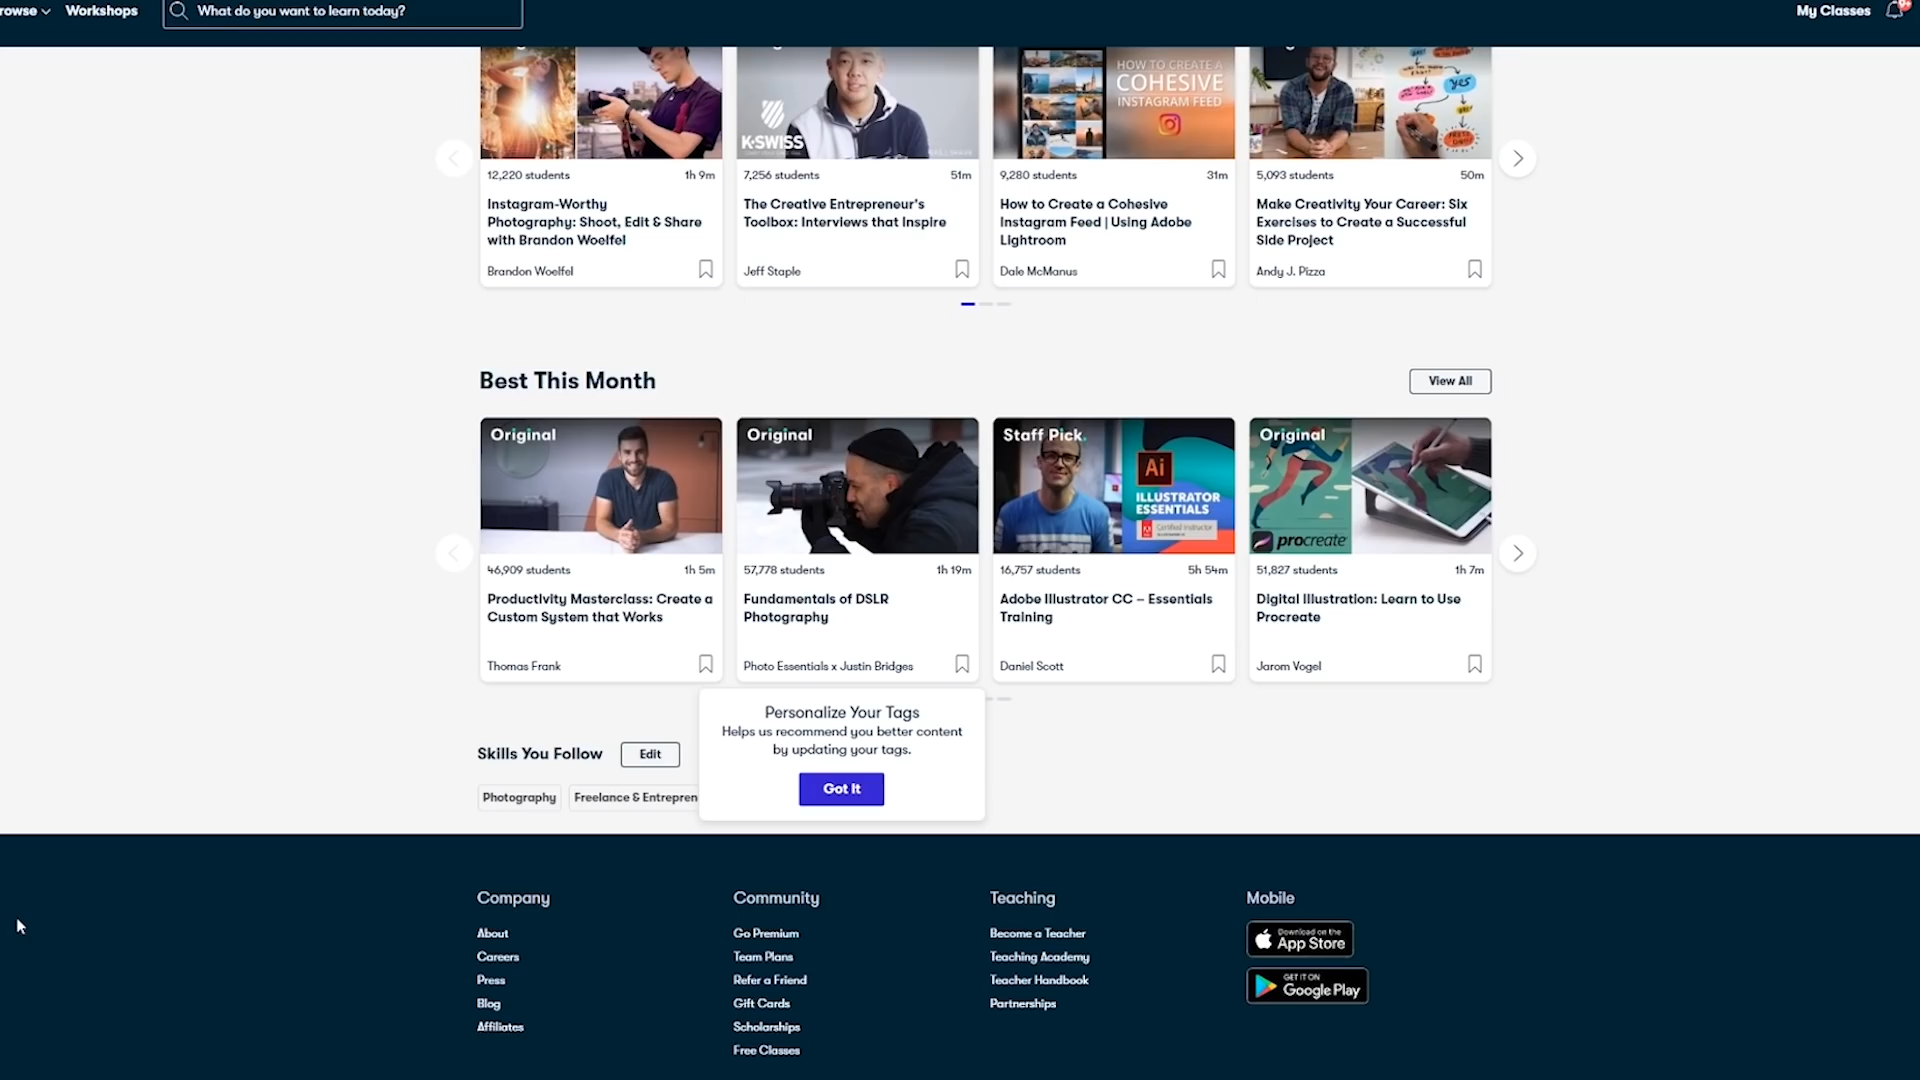 rowse
Workshops
What do you want to learn today?
My Classes
9+
K·SWISS
HOW TO CREATE A
COHESIVE
INSTAGRAM FEED
YES
12,220 students
1h 9m
7,256 students
51m
9,280 students
31m
5,093 students
50m
Instagram-Worthy
Photography: Shoot, Edit & Share
with Brandon Woelfel
The Creative Entrepreneur's
Toolbox: Interviews that Inspire
How to Create a Cohesive
Instagram Feed | Using Adobe
Lightroom
Make Creativity Your Career: Six
Exercises to Create a Successful
Side Project
Brandon Woelfel
Jeff Staple
Dale McManus
Andy J. Pizza
Best This Month
View All
Original
Original
Staff Pick.
Ai
ILLUSTRATOR
ESSENTIALS
Certified Instructor
Original
procreate
46,909 students
1h 5m
57,778 students
1h 19m
16,757 students
5h 54m
51,827 students
1h 7m
Productivity Masterclass: Create a
Custom System that Works
Fundamentals of DSLR
Photography
Adobe Illustrator CC – Essentials
Training
Digital Illustration: Learn to Use
Procreate
Thomas Frank
Photo Essentials x Justin Bridges
Daniel Scott
Jarom Vogel
Personalize Your Tags
Helps us recommend you better content
by updating your tags.
Got It
Skills You Follow
Edit
Photography
Freelance & Entrepren
Company
About
Careers
Press
Blog
Affiliates
Community
Go Premium
Team Plans
Refer a Friend
Gift Cards
Scholarships
Free Classes
Teaching
Become a Teacher
Teaching Academy
Teacher Handbook
Partnerships
Mobile
Download on the
App Store
GET IT ON
Google Play